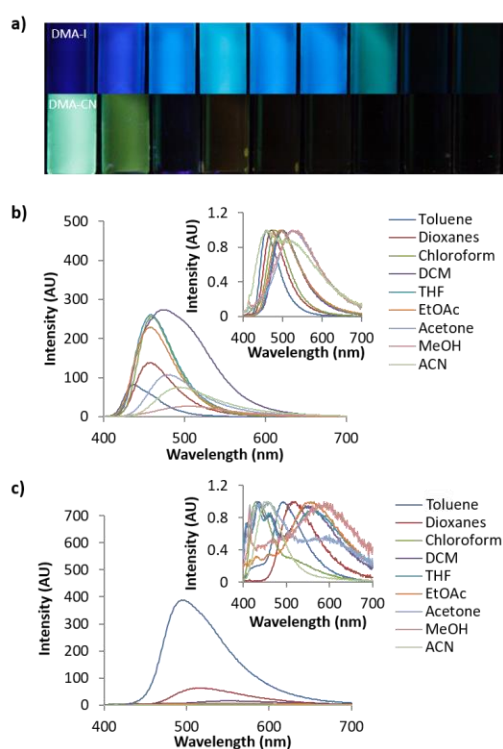 a)
DMA-I
DMA-CN
b)
Intensity (AU)
500
400
300
200
100
0
400 500 600 700
Wavelength (nm)
Intensity (AU)
1.2
0.8
0.4
0
400 500 600 700
Wavelength (nm)
Toluene
Dioxanes
Chloroform
DCM
THF
EtOAc
Acetone
MeOH
ACN
c)
Intensity (AU)
700
600
500
400
300
200
100
0
400 500 600 700
Wavelength (nm)
Intensity (AU)
1.2
0.8
0.4
0
400 500 600 700
Wavelength (nm)
Toluene
Dioxanes
Chloroform
DCM
THF
EtOAc
Acetone
MeOH
ACN